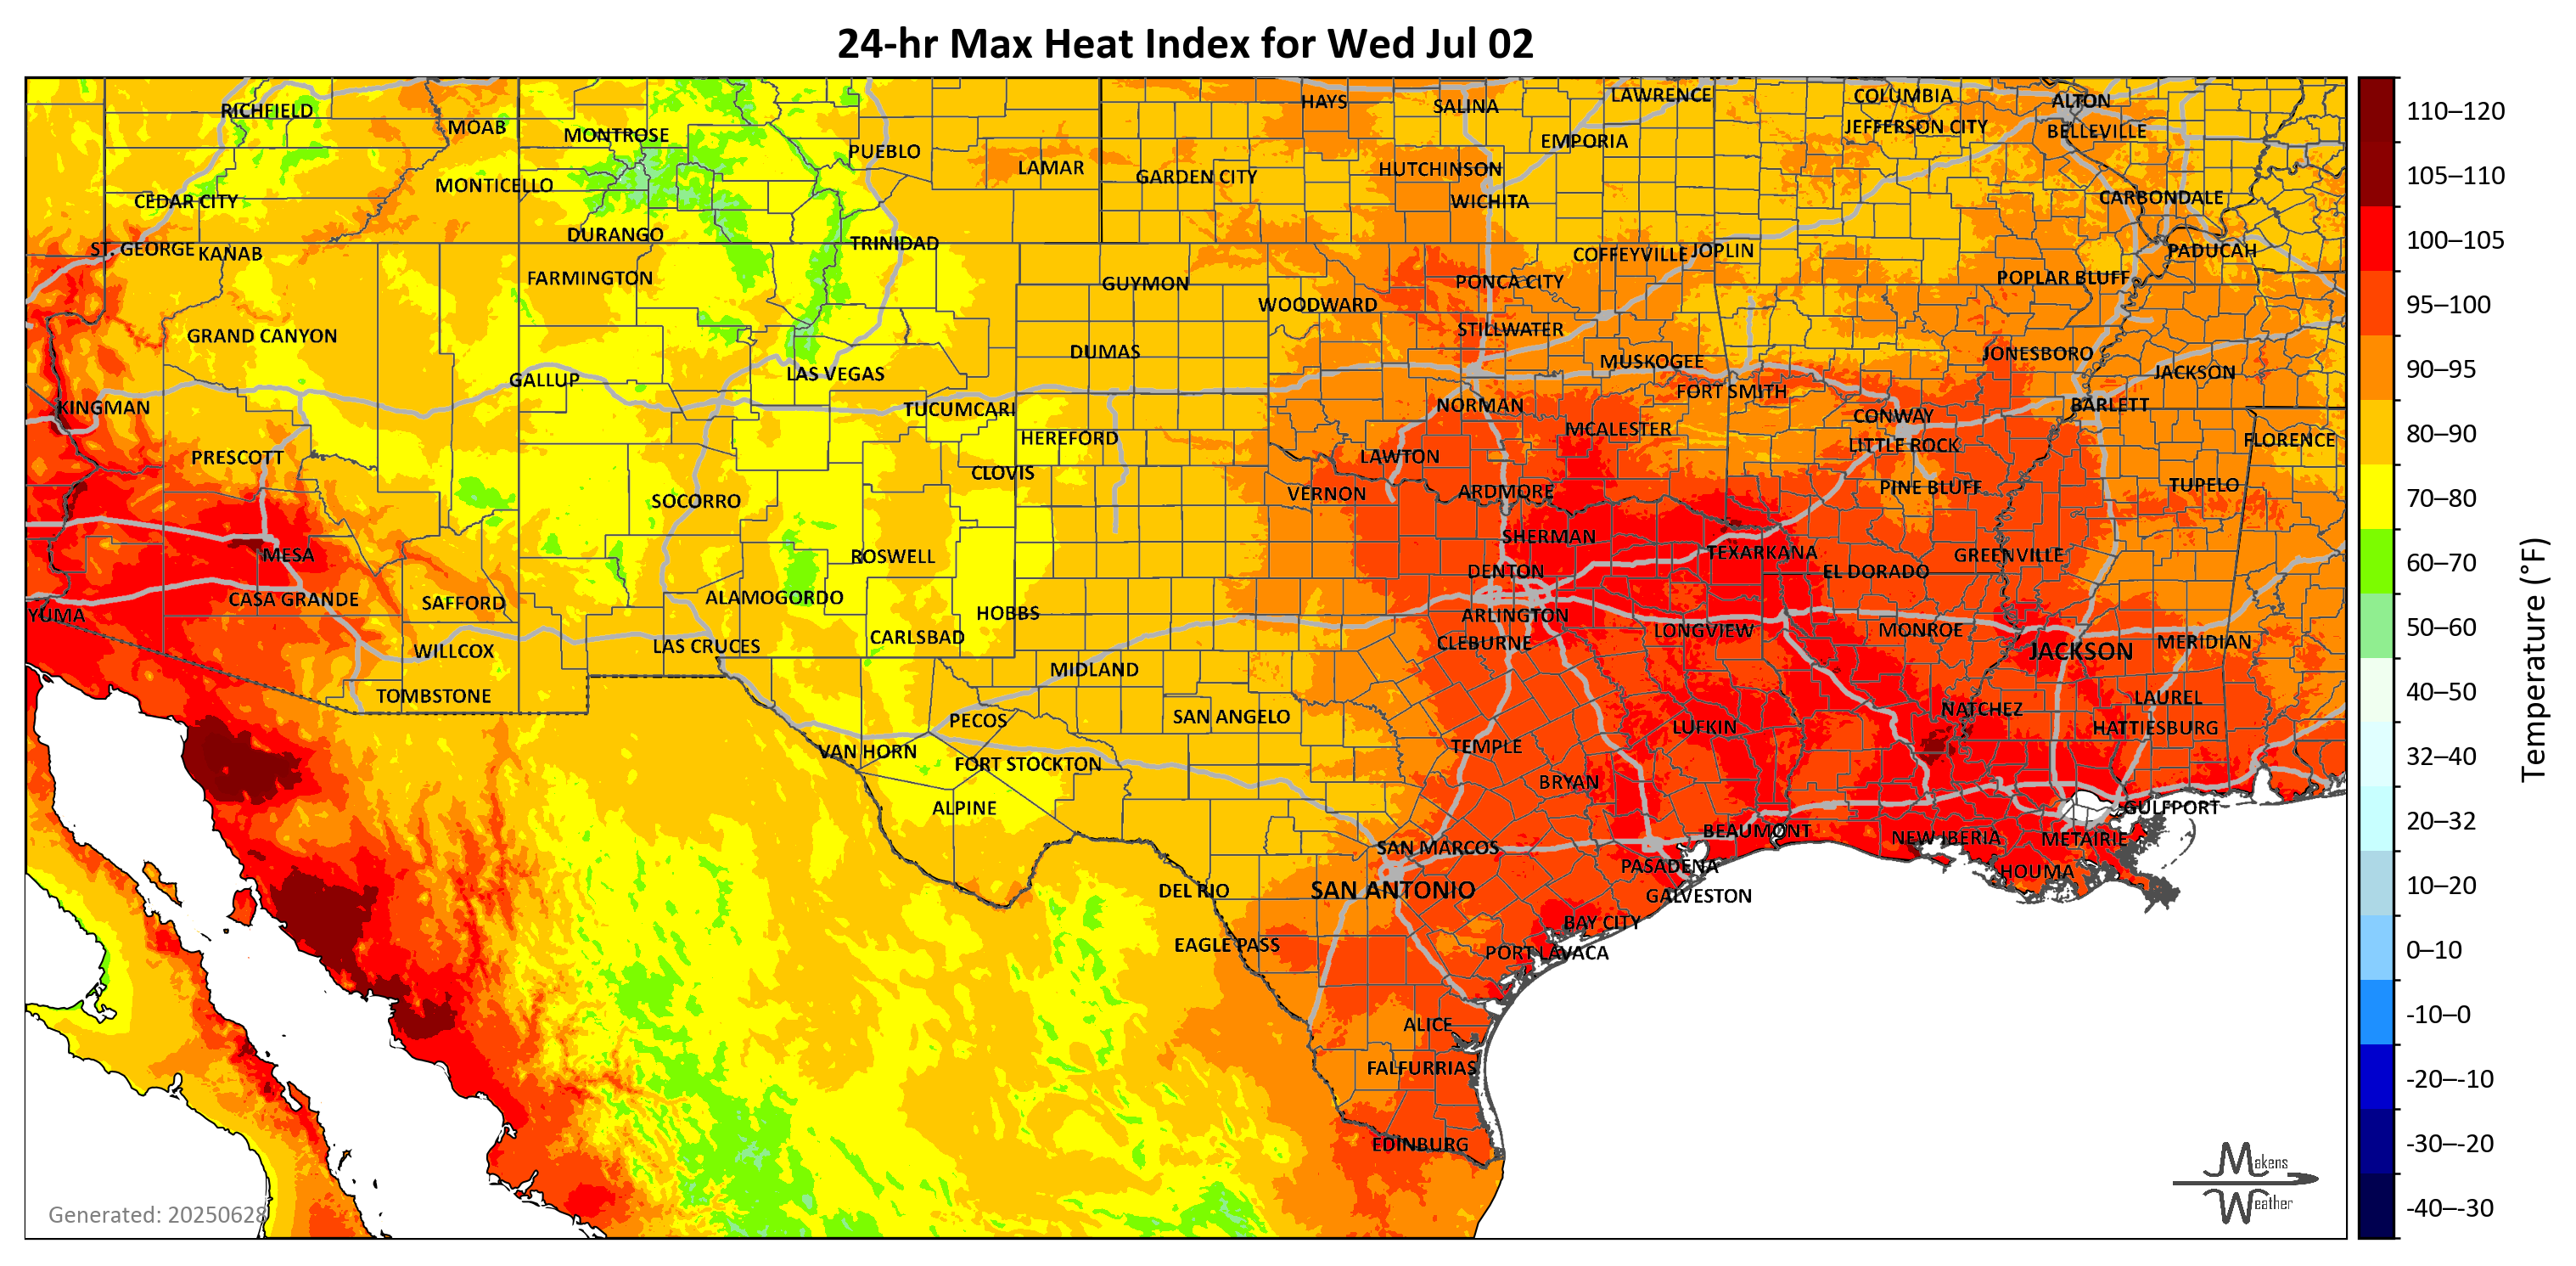 24-hr Max Heat Index for Wed Jul 02
RICHFIELD
MOAB
MONTROSE
PUEBLO
LAMAR
HAYS
SALINA
LAWRENCE
COLUMBIA
ALTON
JEFFERSON CITY
BELLEVILLE
EMPORIA
GARDEN CITY
HUTCHINSON
WICHITA
MONTICELLO
CEDAR CITY
CARBONDALE
DURANGO
TRINIDAD
ST. GEORGE
KANAB
COFFEYVILLE
JOPLIN
PADUCAH
FARMINGTON
GUYMON
PONCA CITY
POPLAR BLUFF
WOODWARD
GRAND CANYON
STILLWATER
DUMAS
MUSKOGEE
JONESBORO
GALLUP
LAS VEGAS
FORT SMITH
JACKSON
KINGMAN
TUCUMCARI
NORMAN
CONWAY
BARLETT
HEREFORD
MCALESTER
LITTLE ROCK
FLORENCE
PRESCOTT
CLOVIS
LAWTON
SOCORRO
VERNON
ARDMORE
PINE BLUFF
TUPELO
MESA
ROSWELL
SHERMAN
TEXARKANA
GREENVILLE
DENTON
EL DORADO
CASA GRANDE
SAFFORD
ALAMOGORDO
HOBBS
YUMA
ARLINGTON
CARLSBAD
CLEBURNE
LONGVIEW
MONROE
JACKSON
MERIDIAN
WILLCOX
LAS CRUCES
MIDLAND
TOMBSTONE
PECOS
SAN ANGELO
NATCHEZ
LAUREL
LUFKIN
HATTIESBURG
VAN HORN
FORT STOCKTON
TEMPLE
BRYAN
ALPINE
GULFPORT
BEAUMONT
NEW IBERIA
METAIRIE
SAN MARCOS
PASADENA
HOUMA
DEL RIO
SAN ANTONIO
GALVESTON
BAY CITY
EAGLE PASS
PORT LAVACA
ALICE
FALFURRIAS
EDINBURG
Generated: 20250628
Makens
Weather
110–120
105–110
100–105
95–100
90–95
80–90
70–80
60–70
50–60
40–50
32–40
20–32
10–20
0–10
-10–0
-20–-10
-30–-20
-40–-30
Temperature (°F)